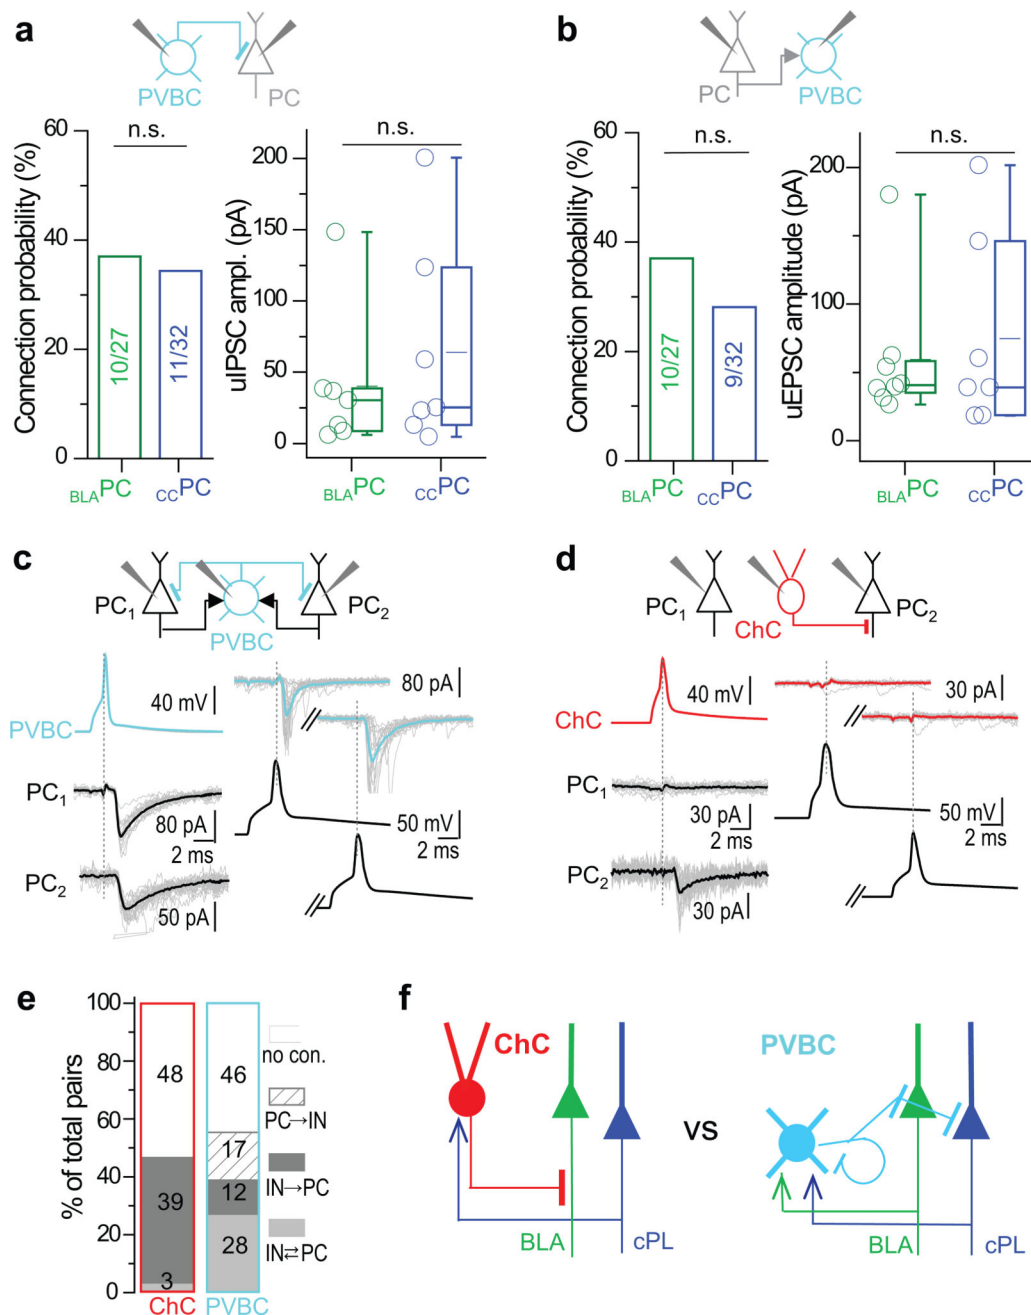 a
PVBC
PC
n.s.
n.s.
Connection probability (%)
60
40
20
0
10/27
11/32
BLAPC
CCPC
uIPSC ampl. (pA)
200
150
100
50
0
BLAPC
CCPC
b
PC
PVBC
n.s.
n.s.
Connection probability (%)
60
40
20
0
10/27
9/32
BLAPC
CCPC
uEPSC amplitude (pA)
200
100
0
BLAPC
CCPC
c
PC1
PVBC
PC2
PVBC
40 mV
80 pA
PC1
80 pA
2 ms
50 mV
2 ms
PC2
50 pA
d
PC1
ChC
PC2
ChC
40 mV
30 pA
PC1
30 pA
2 ms
50 mV
2 ms
PC2
30 pA
e
% of total pairs
100
80
60
40
20
0
48
39
3
46
17
12
28
ChC
PVBC
no con.
PC→IN
IN→PC
IN⇄PC
f
ChC
BLA
cPL
vs
PVBC
BLA
cPL